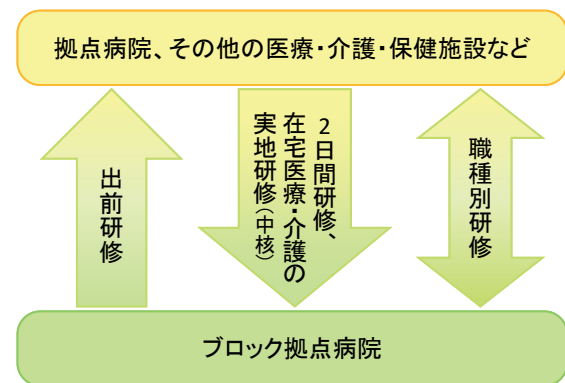 拠点病院、その他の医療・介護・保健施設など
出前研修
2日間研修、
在宅医療・介護の
実地研修（中核）
職種別研修
ブロック拠点病院